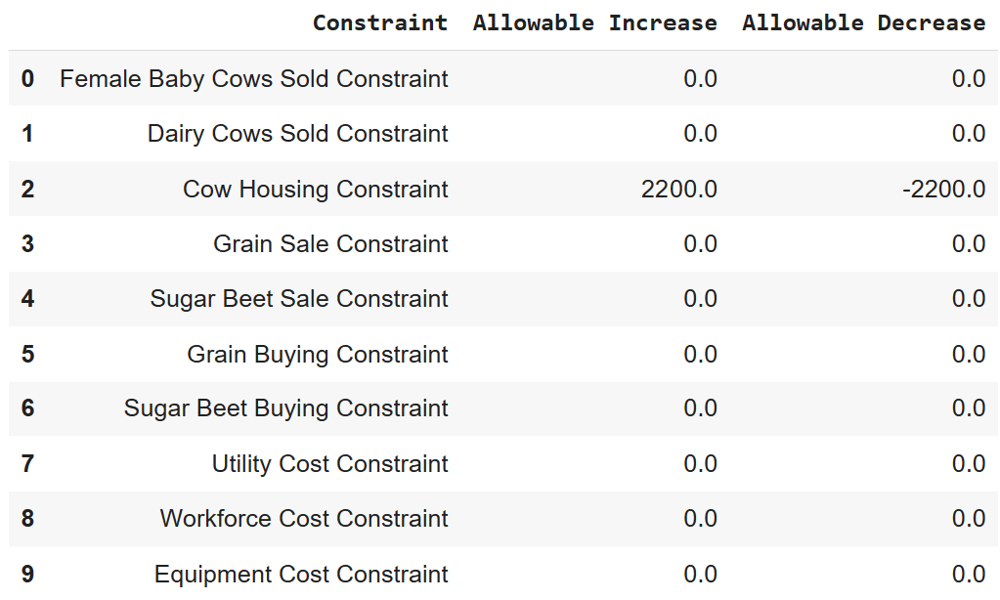 Constraint Allowable Increase Allowable Decrease
0 Female Baby Cows Sold Constraint 0.0 0.0
1 Dairy Cows Sold Constraint 0.0 0.0
2 Cow Housing Constraint 2200.0 -2200.0
3 Grain Sale Constraint 0.0 0.0
4 Sugar Beet Sale Constraint 0.0 0.0
5 Grain Buying Constraint 0.0 0.0
6 Sugar Beet Buying Constraint 0.0 0.0
7 Utility Cost Constraint 0.0 0.0
8 Workforce Cost Constraint 0.0 0.0
9 Equipment Cost Constraint 0.0 0.0